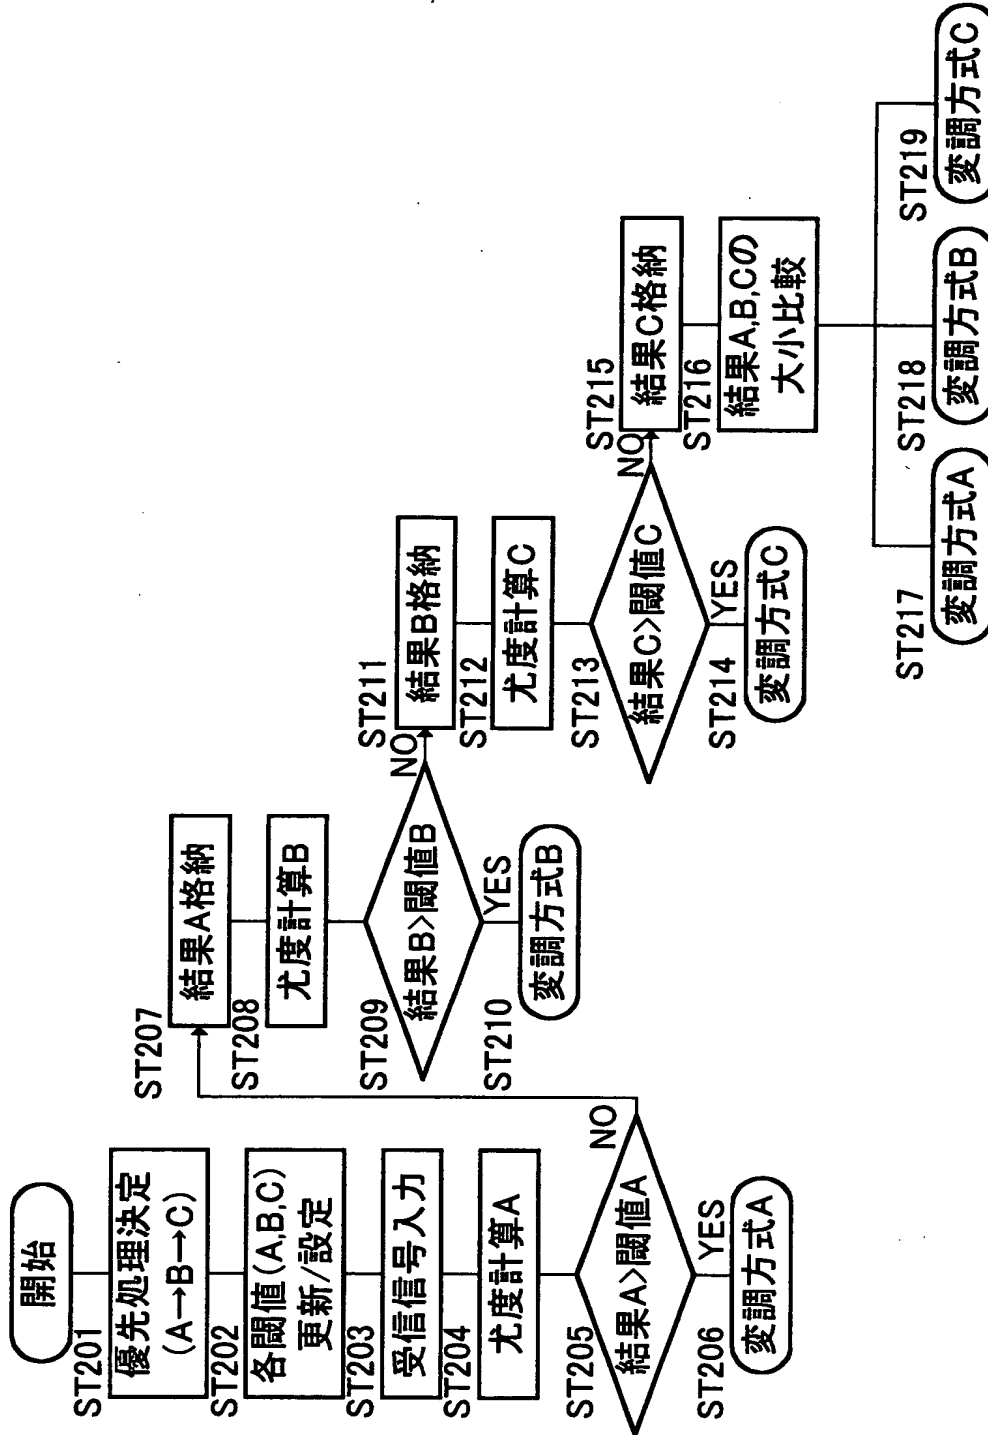 開始
ST201
優先処理決定
(A→B→C)
ST202
各閾値(A,B,C)
更新/設定
ST203
受信信号入力
ST204
尤度計算A
ST205
結果A>閾値A
NO
YES
ST206
変調方式A
ST207
結果A格納
ST208
尤度計算B
ST209
結果B>閾値B
NO
YES
ST210
変調方式B
ST211
結果B格納
ST212
尤度計算C
ST213
結果C>閾値C
NO
YES
ST214
変調方式C
ST215
結果C格納
ST216
結果A,B,Cの
大小比較
ST217
変調方式A
ST218
変調方式B
ST219
変調方式C